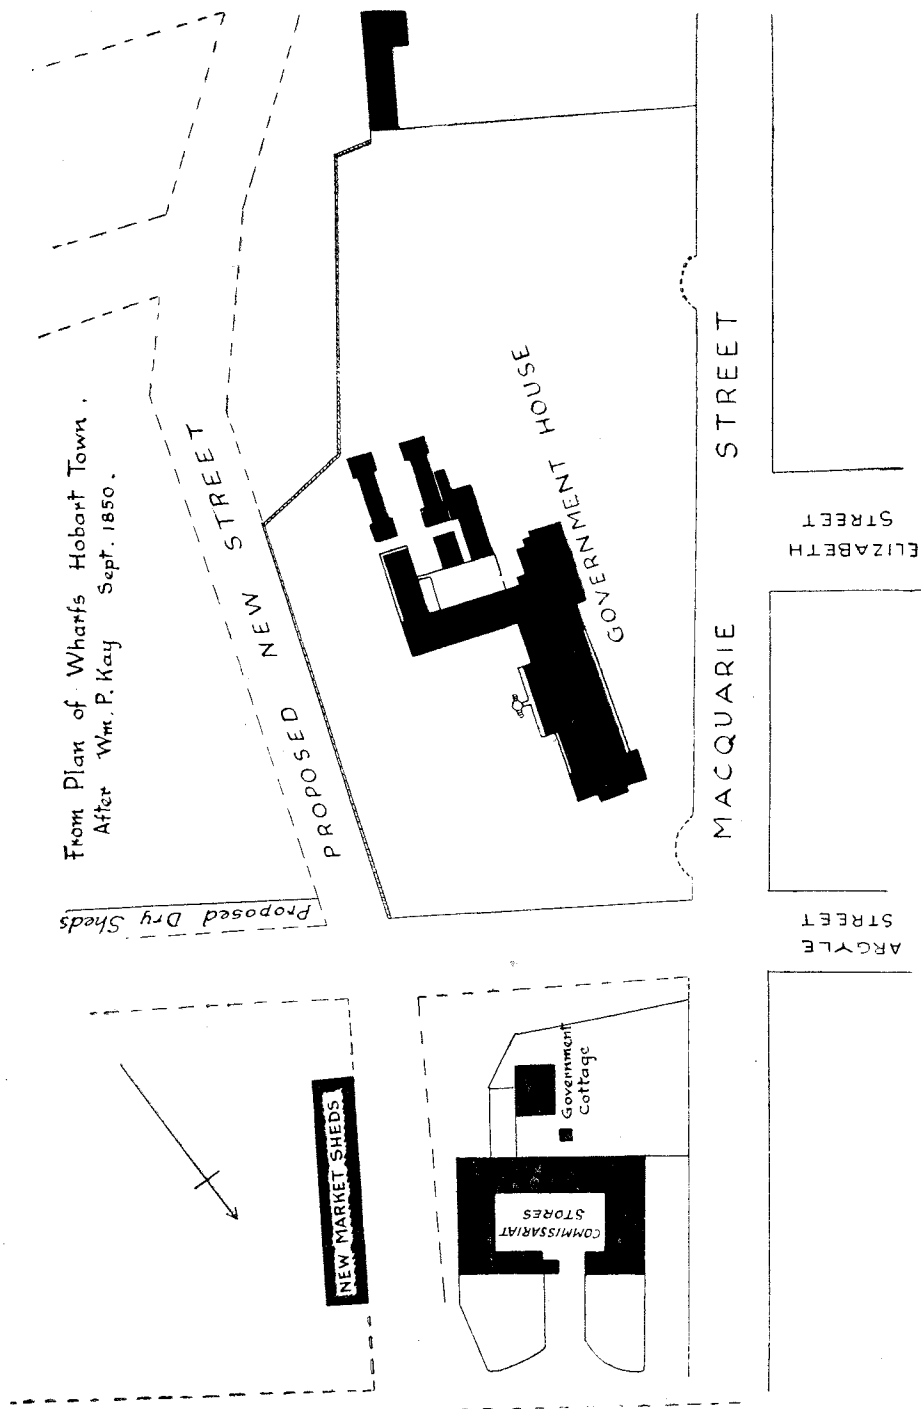 From Plan of Wharfs Hobart Town.
After Wm. P. Kay Sept. 1850.
PROPOSED NEW STREET
GOVERNMENT HOUSE
MACQUARIE STREET
ELIZABETH
STREET
ARGYLE
STREET
Proposed Dry Sheds
NEW MARKET SHEDS
Government
Cottage
COMMISSARIAT
STORES